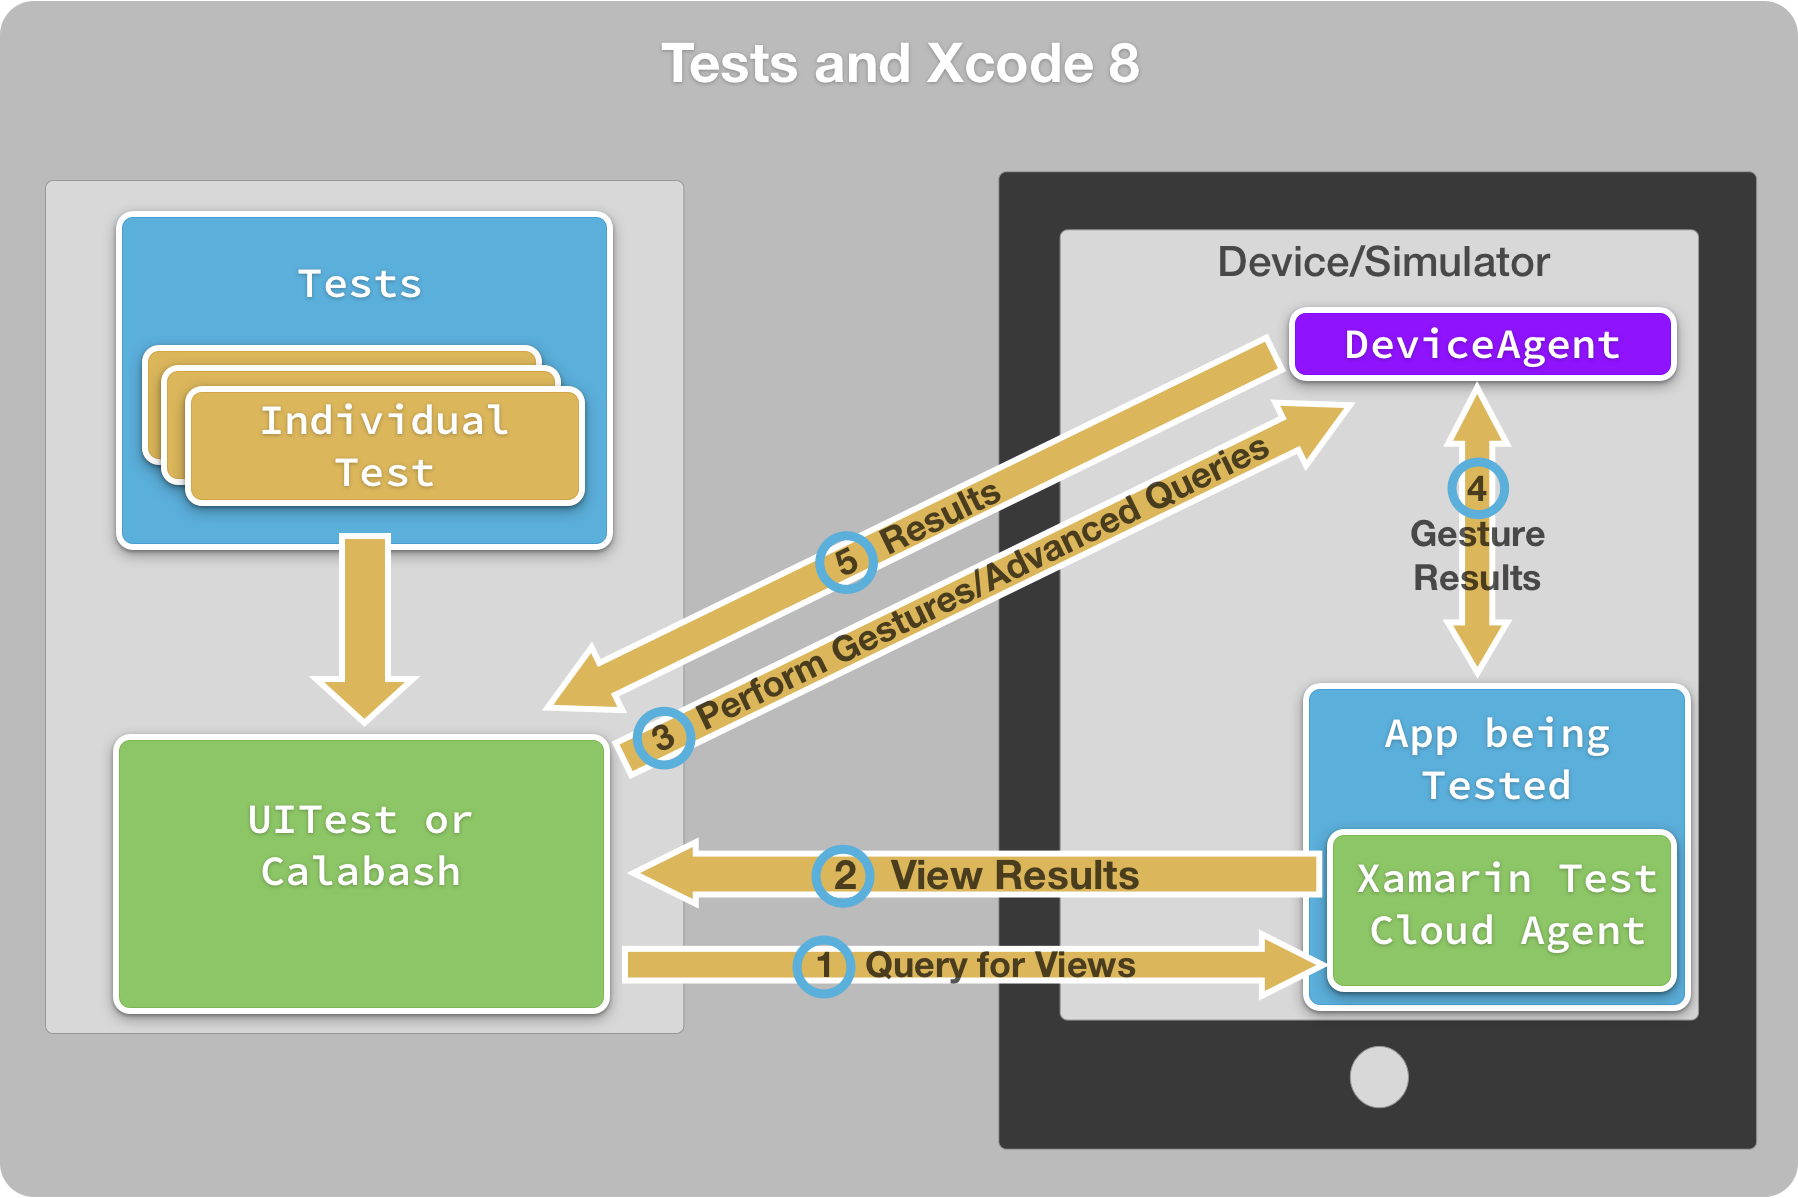 Tests and Xcode 8
Tests
Individual
Test
UITest or
Calabash
Device/Simulator
DeviceAgent
5 Results
3 Perform Gestures/Advanced Queries
4
Gesture
Results
App being
Tested
2 View Results
Xamarin Test
Cloud Agent
1 Query for Views